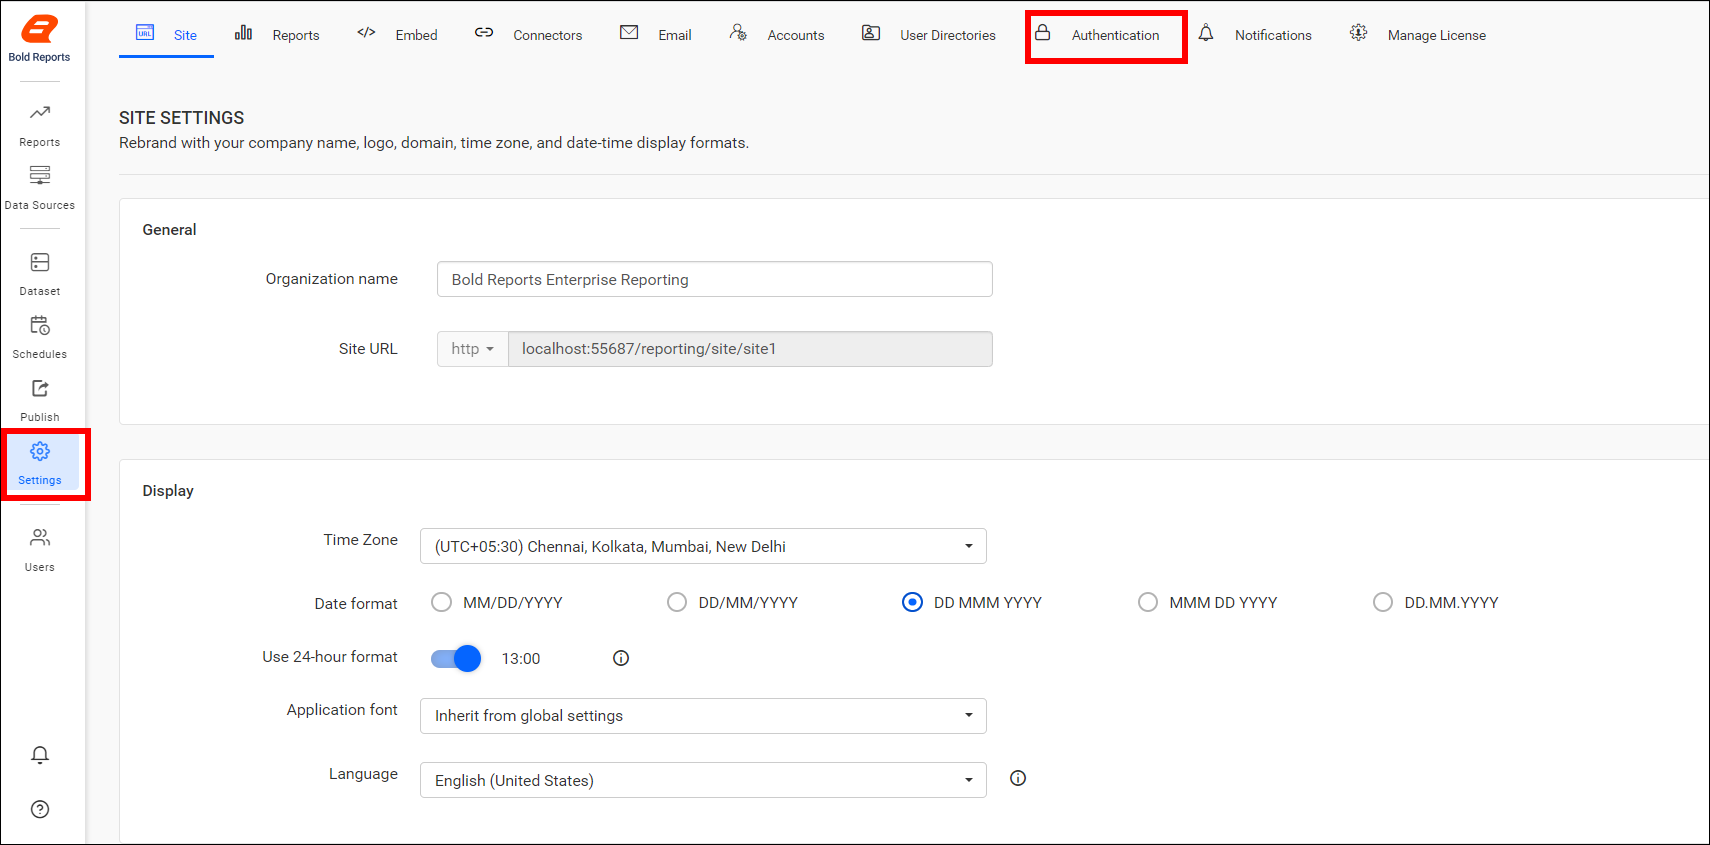 Bold Reports
Reports
Data Sources
Dataset
Schedules
Publish
Settings
Users
URL Site Reports </> Embed Connectors Email Accounts User Directories Authentication Notifications Manage License
SITE SETTINGS
Rebrand with your company name, logo, domain, time zone, and date-time display formats.
General
Organization name Bold Reports Enterprise Reporting
Site URL http localhost:55687/reporting/site/site1
Display
Time Zone (UTC+05:30) Chennai, Kolkata, Mumbai, New Delhi
Date format MM/DD/YYYY DD/MM/YYYY DD MMM YYYY MMM DD YYYY DD.MM.YYYY
Use 24-hour format 13:00
Application font Inherit from global settings
Language English (United States)